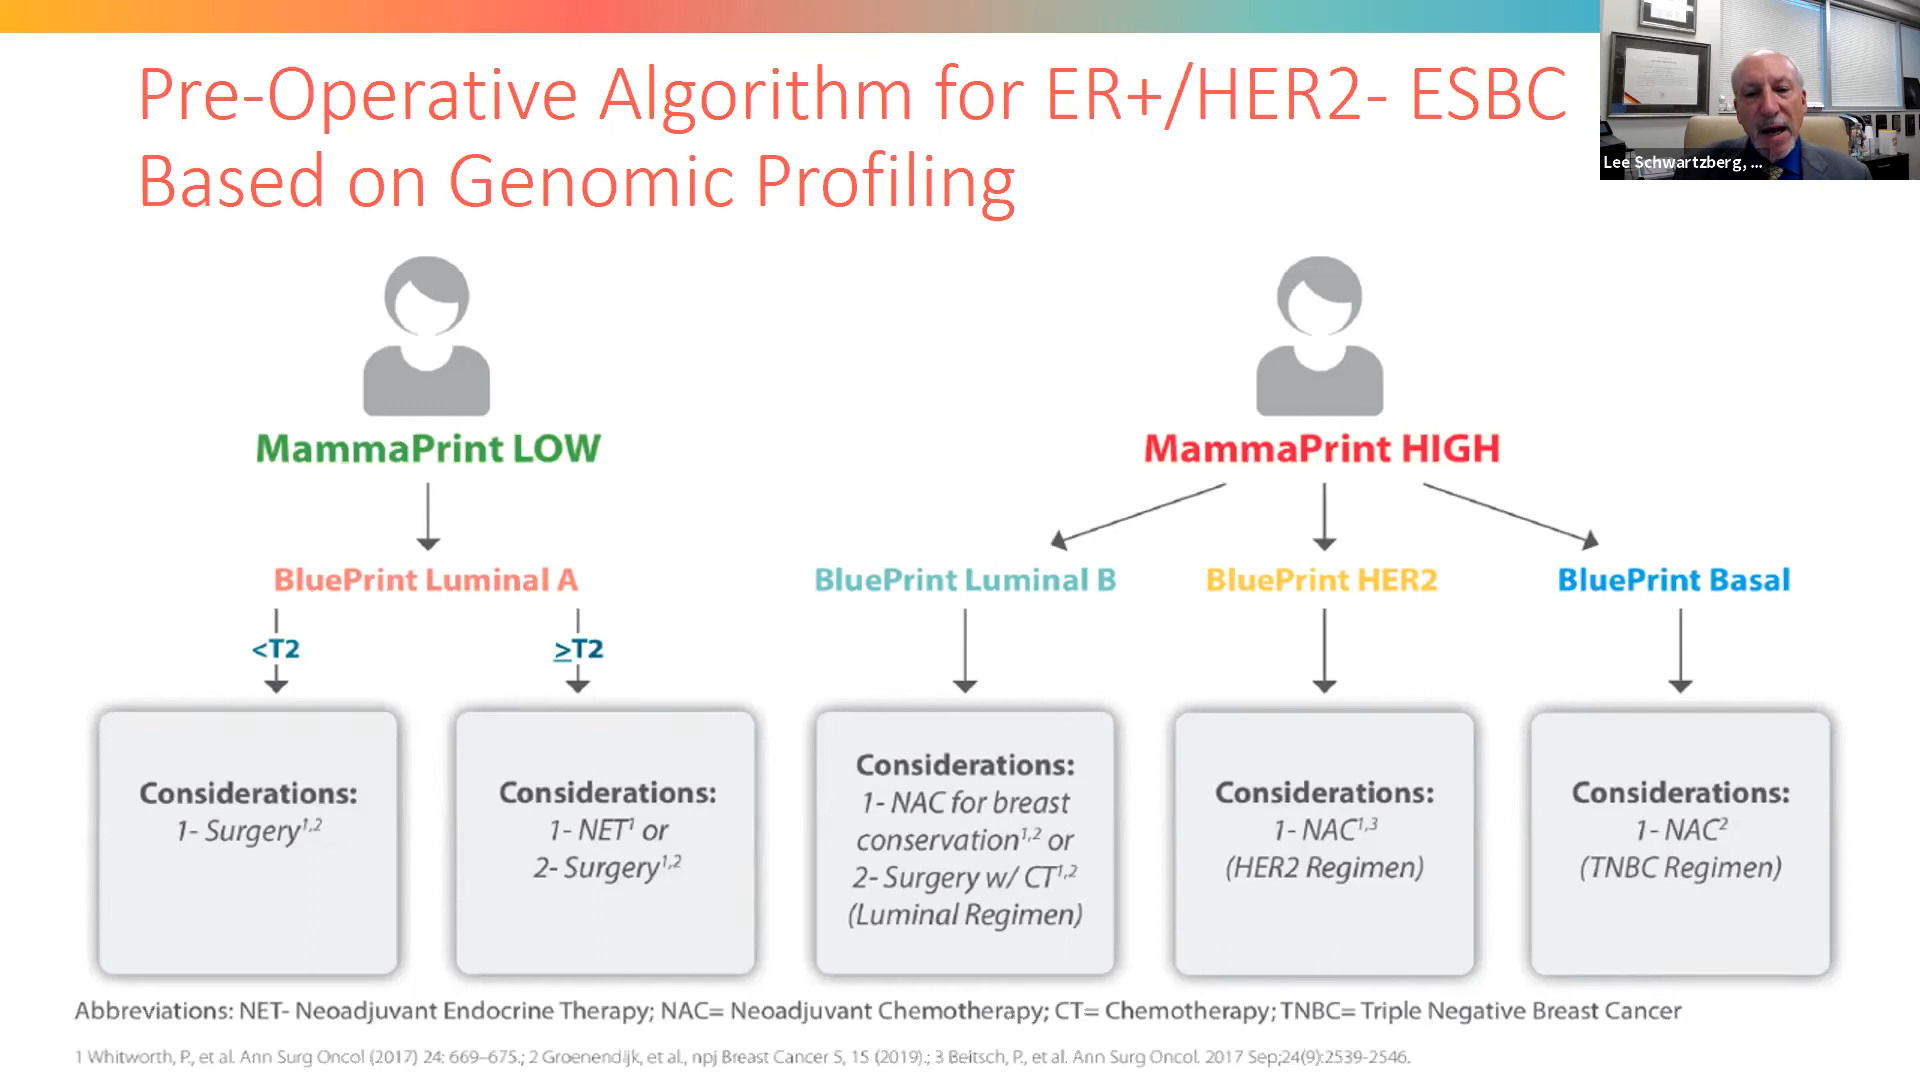 Pre-Operative Algorithm for ER+/HER2- ESBC
Based on Genomic Profiling
Lee Schwartzberg, ...
MammaPrint LOW
MammaPrint HIGH
BluePrint Luminal A
BluePrint Luminal B
BluePrint HER2
BluePrint Basal
<T2
≥T2
Considerations:
1- Surgery1,2
Considerations:
1- NET1 or
2- Surgery1,2
Considerations:
1- NAC for breast
conservation1,2 or
2- Surgery w/ CT1,2
(Luminal Regimen)
Considerations:
1- NAC1,3
(HER2 Regimen)
Considerations:
1- NAC2
(TNBC Regimen)
Abbreviations: NET- Neoadjuvant Endocrine Therapy; NAC= Neoadjuvant Chemotherapy; CT= Chemotherapy; TNBC= Triple Negative Breast Cancer
1 Whitworth, P., et al. Ann Surg Oncol (2017) 24: 669–675.; 2 Groenendijk, et al., npj Breast Cancer 5, 15 (2019).; 3 Beitsch, P., et al. Ann Surg Oncol. 2017 Sep;24(9):2539-2546.